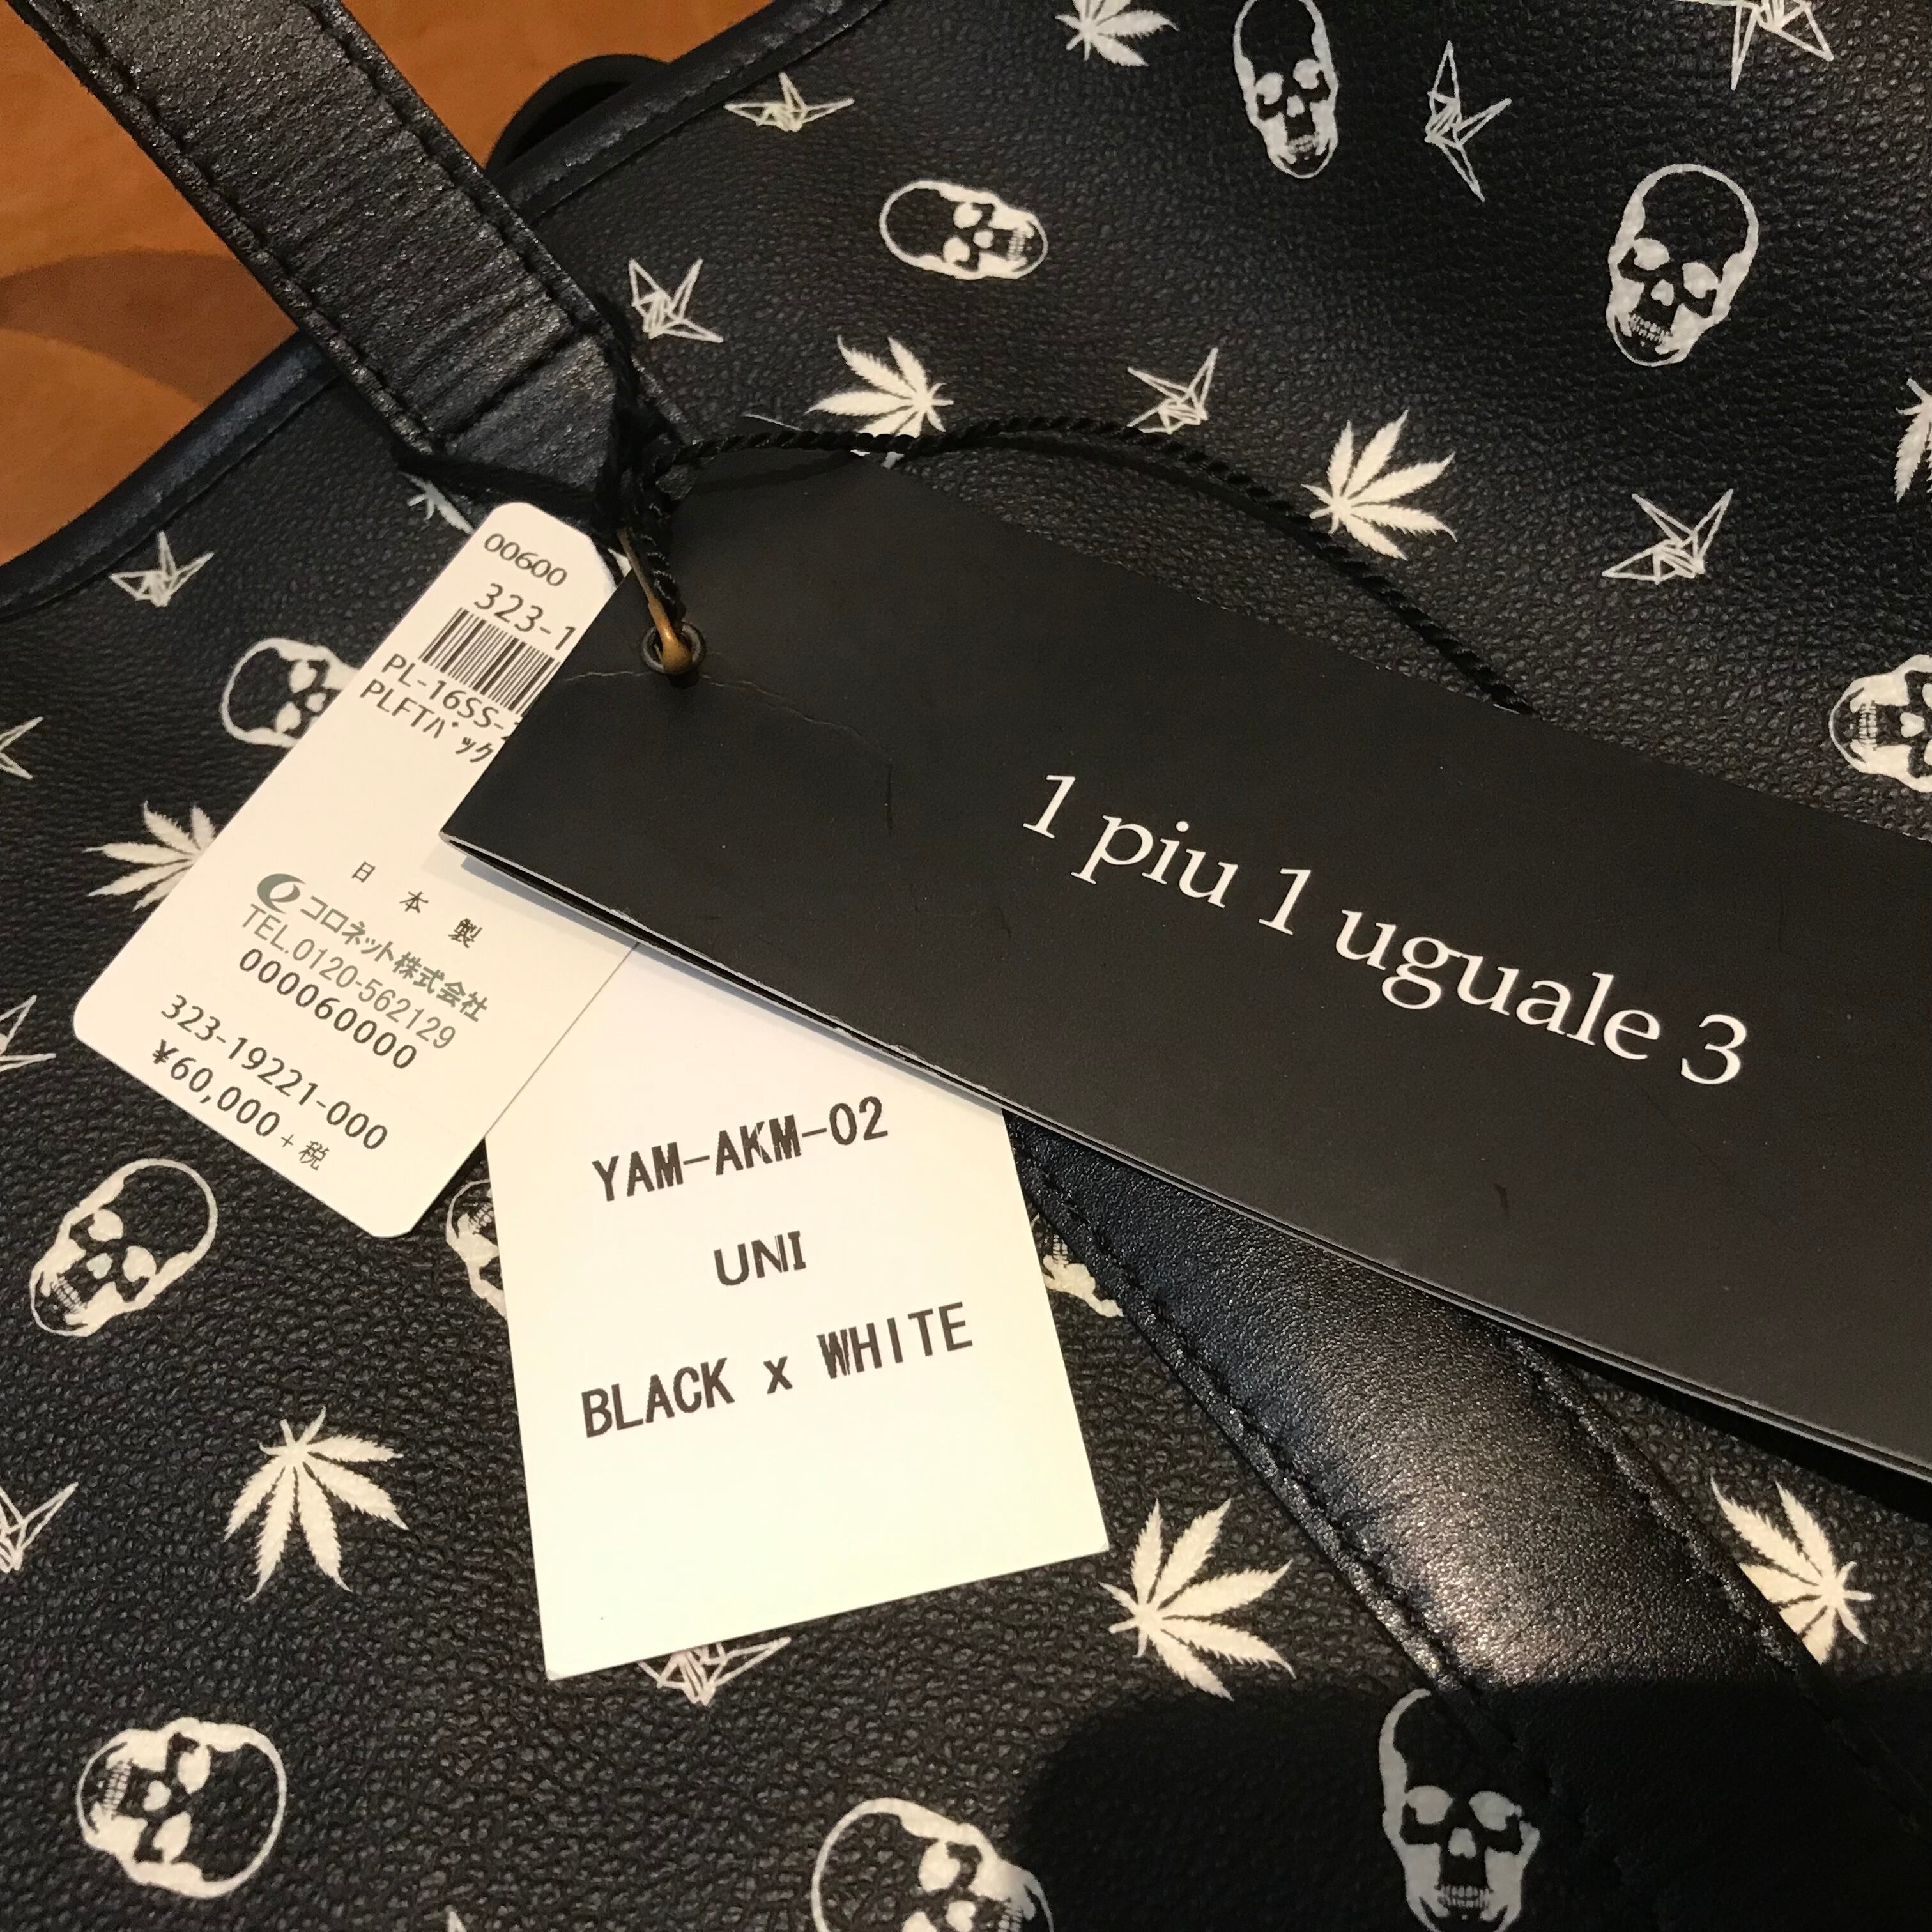 00600
323-1
PL-16SS-
PLFTバック
日本製
コロネット株式会社
TEL.0120-562129
0000060000
323-19221-000
¥60,000+税
1 piu 1 uguale 3
YAM-AKM-02
UNI
BLACK x WHITE